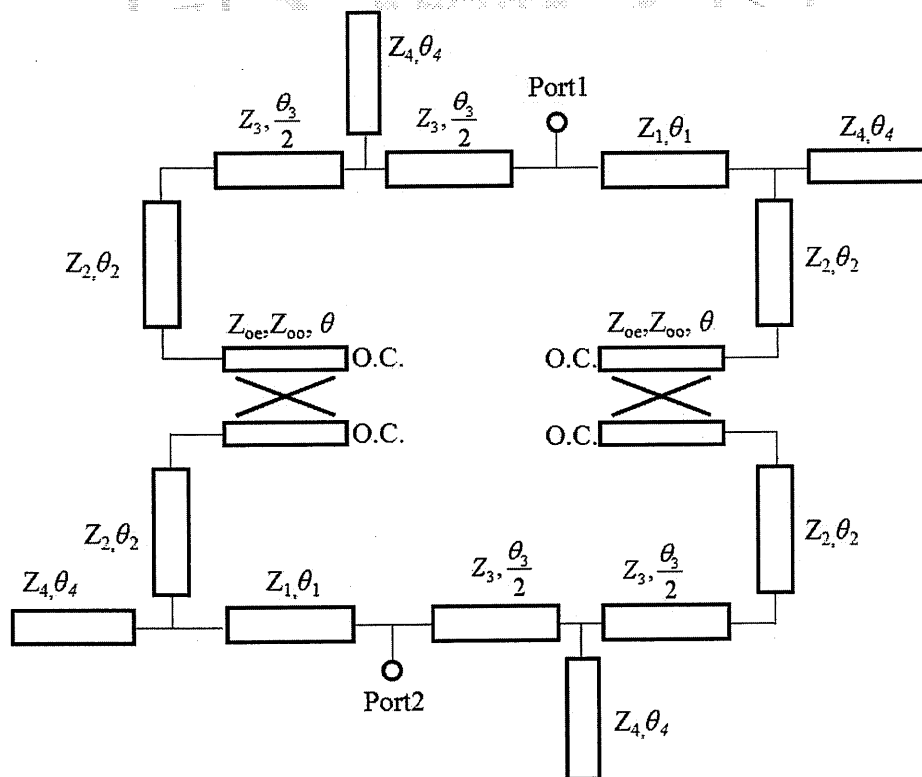 Z₄,θ₄
Port1
Z₃, θ₃/2
Z₃, θ₃/2
Z₁,θ₁
Z₄,θ₄
Z₂,θ₂
Z₂,θ₂
Zₒₑ,Zₒₒ, θ
O.C.
Zₒₑ,Zₒₒ, θ
O.C.
O.C.
O.C.
Z₂,θ₂
Z₂,θ₂
Z₄,θ₄
Z₁,θ₁
Z₃, θ₃/2
Z₃, θ₃/2
Port2
Z₄,θ₄